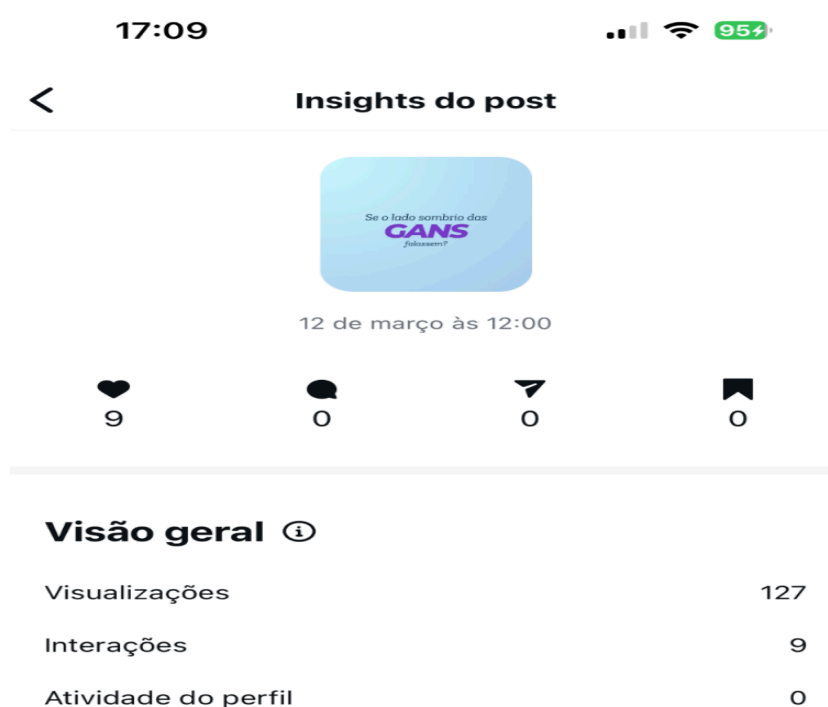 17:09
95
Insights do post
Se o lado sombrio das
GANS
falassem?
12 de março às 12:00
9
0
0
0
Visão geral
Visualizações 127
Interações 9
Atividade do perfil 0